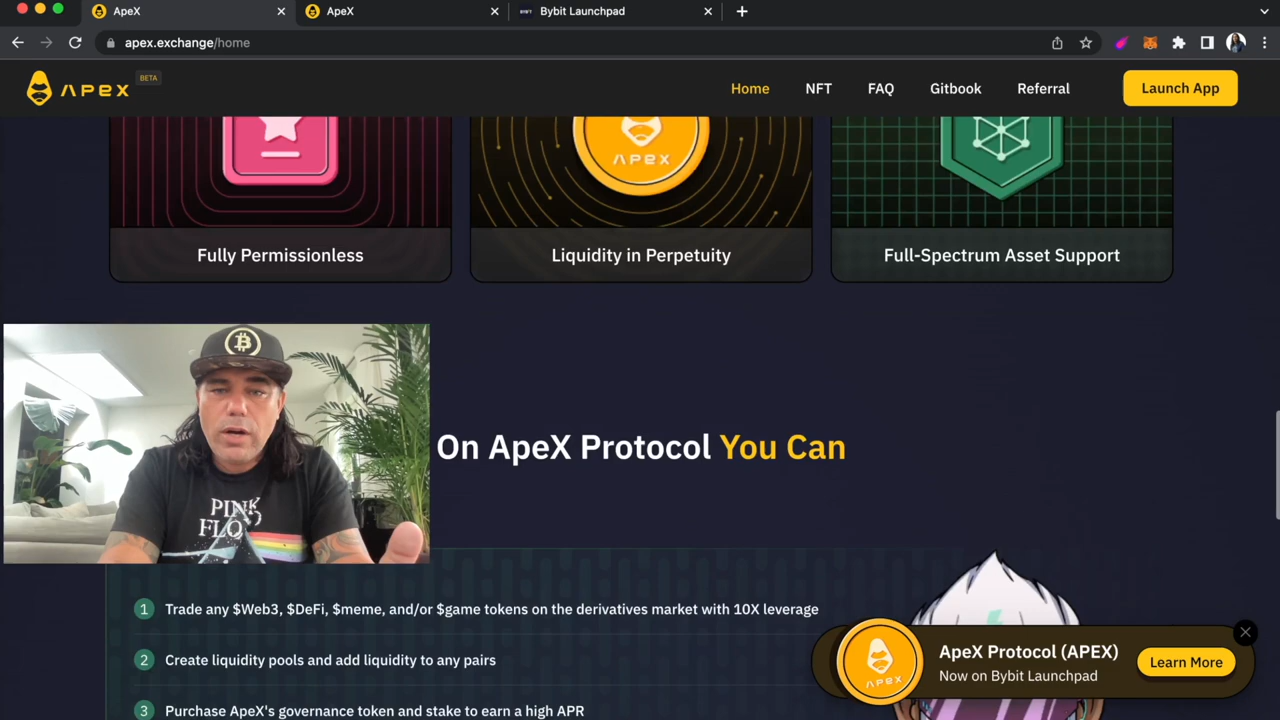 ApeX
ApeX
BYBIT
Bybit Launchpad
apex.exchange/home
APEX
BETA
Home
NFT
FAQ
Gitbook
Referral
Launch App
APEX
Fully Permissionless
Liquidity in Perpetuity
Full-Spectrum Asset Support
PINK
FLO
On ApeX Protocol You Can
1 Trade any $Web3, $DeFi, $meme, and/or $game tokens on the derivatives market with 10X leverage
2 Create liquidity pools and add liquidity to any pairs
3 Purchase ApeX's governance token and stake to earn a high APR
APEX
ApeX Protocol (APEX)
Now on Bybit Launchpad
Learn More